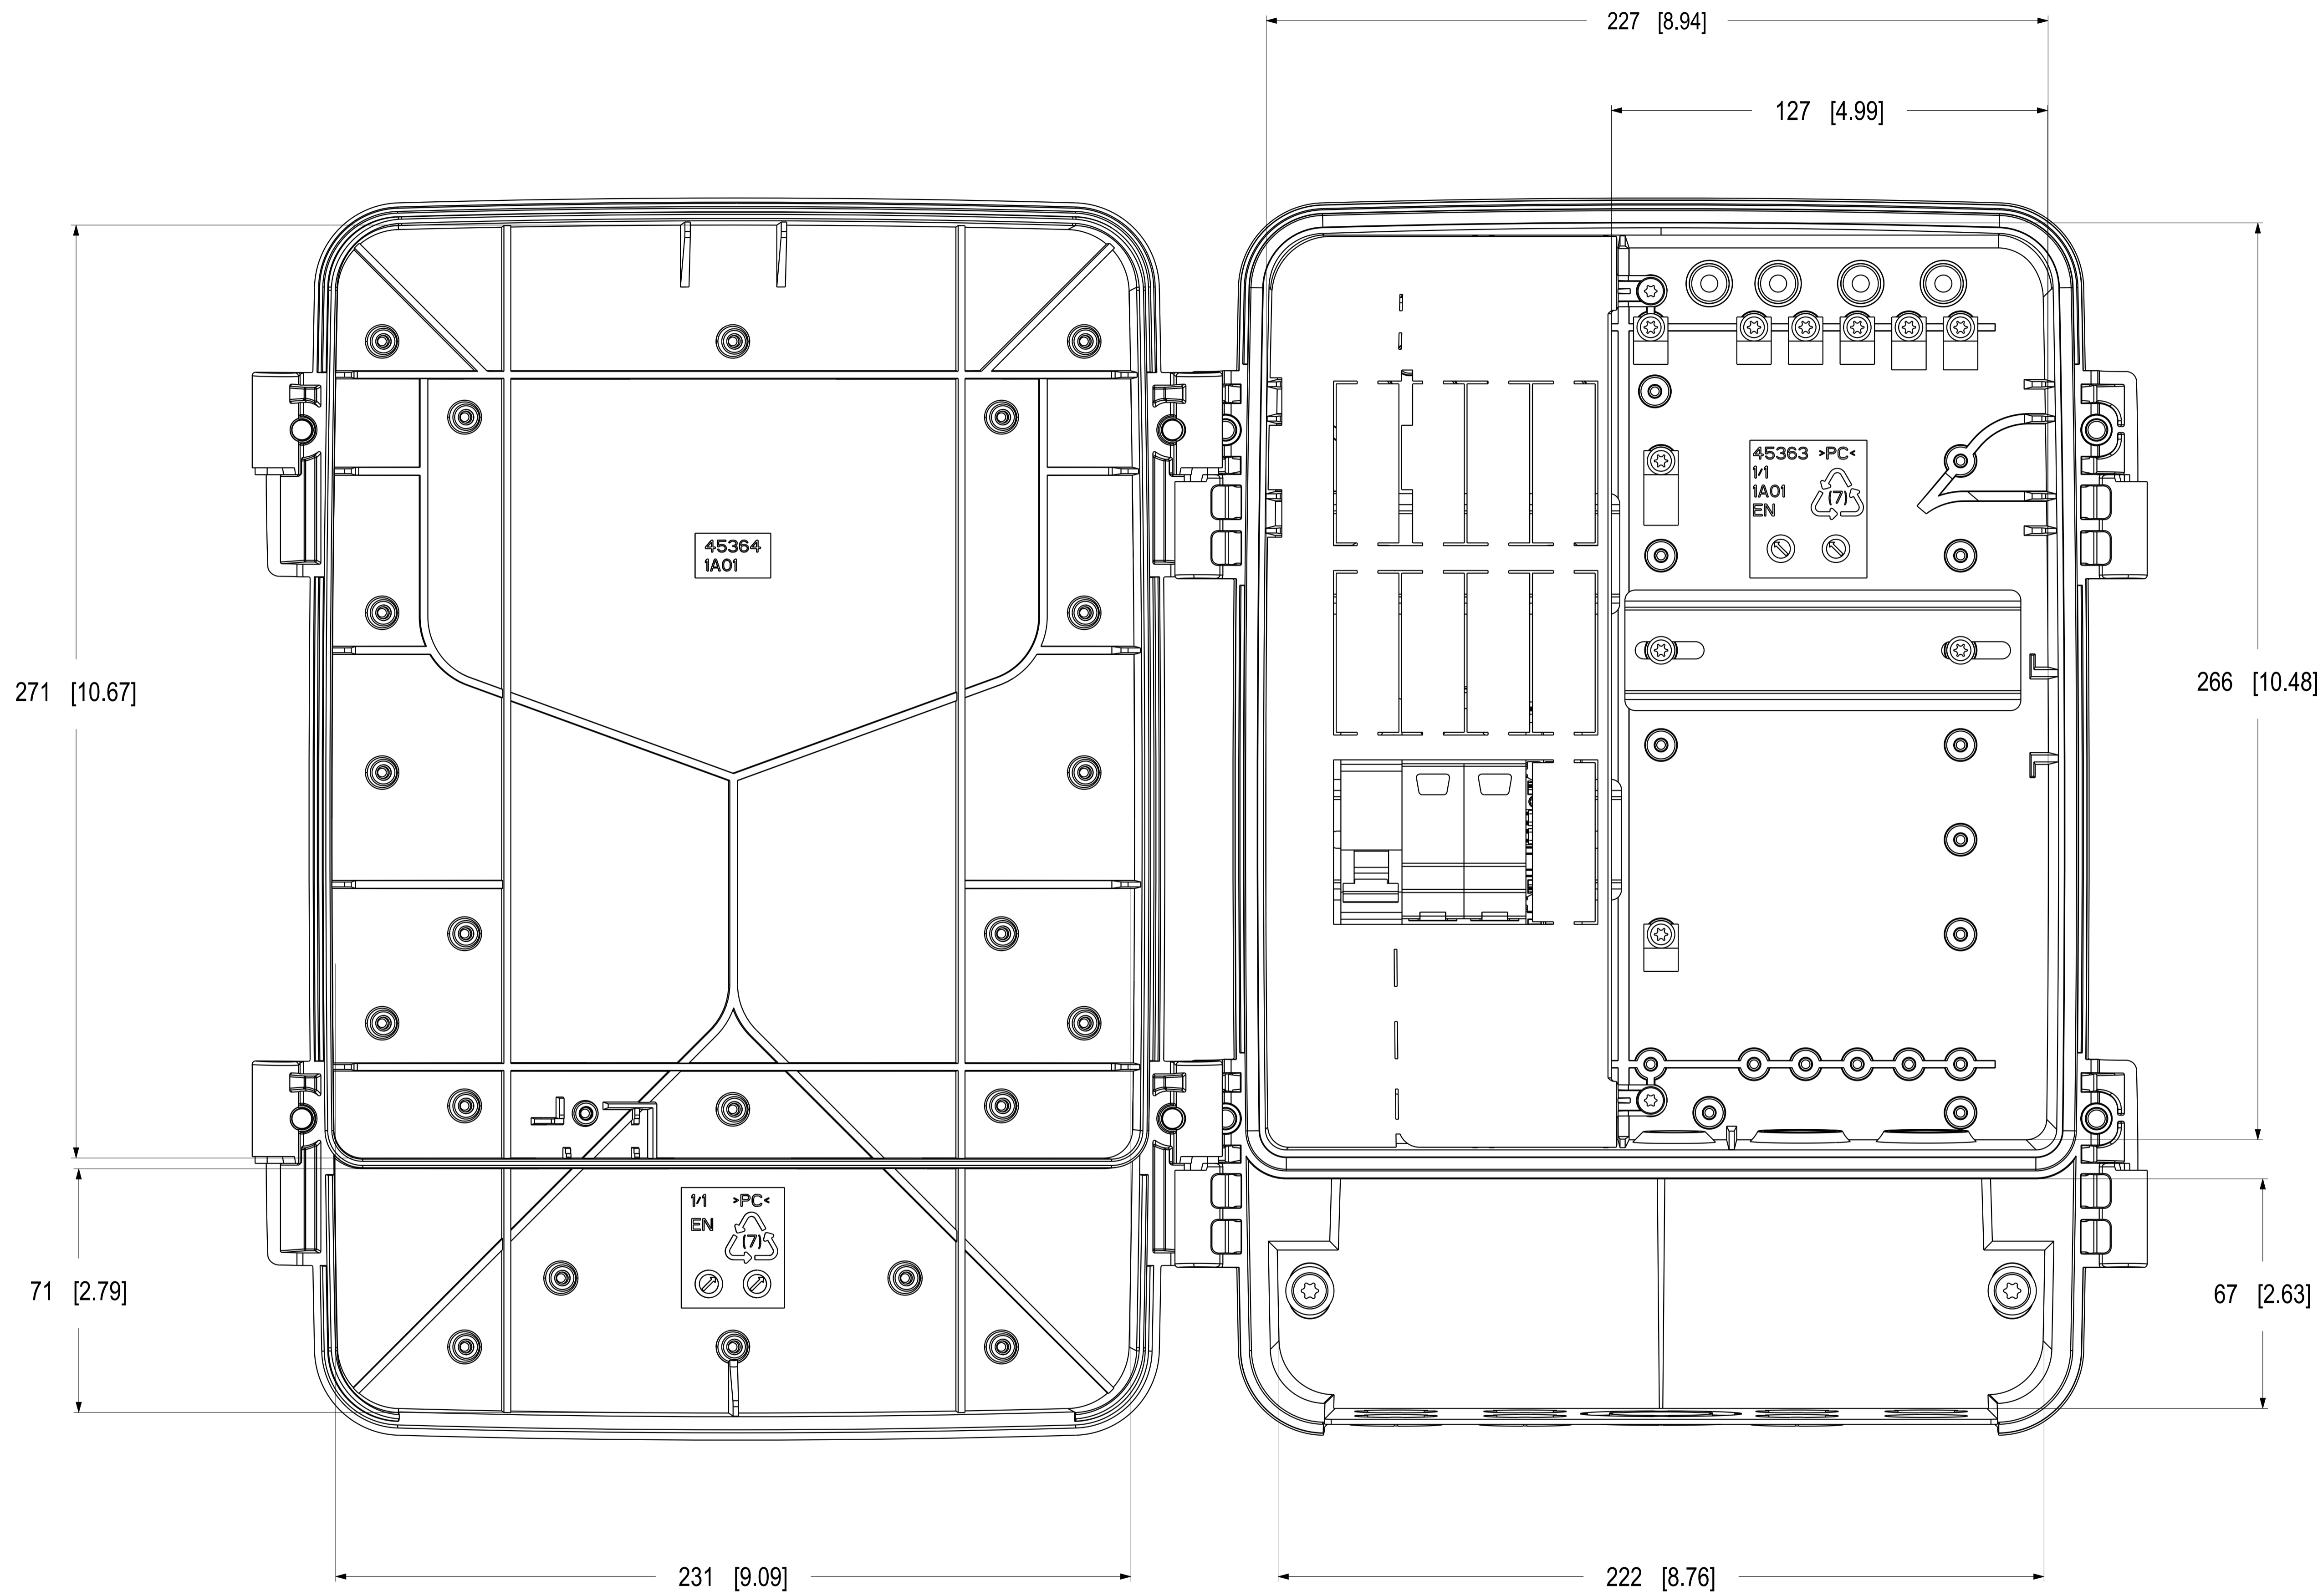 227 [8.94]
127 [4.99]
45363 >PC<
1/1
1A01
(7)
EN
45364
1A01
271 [10.67]
266 [10.48]
1/1 >PC<
EN
(7)
71 [2.79]
67 [2.63]
231 [9.09]
222 [8.76]